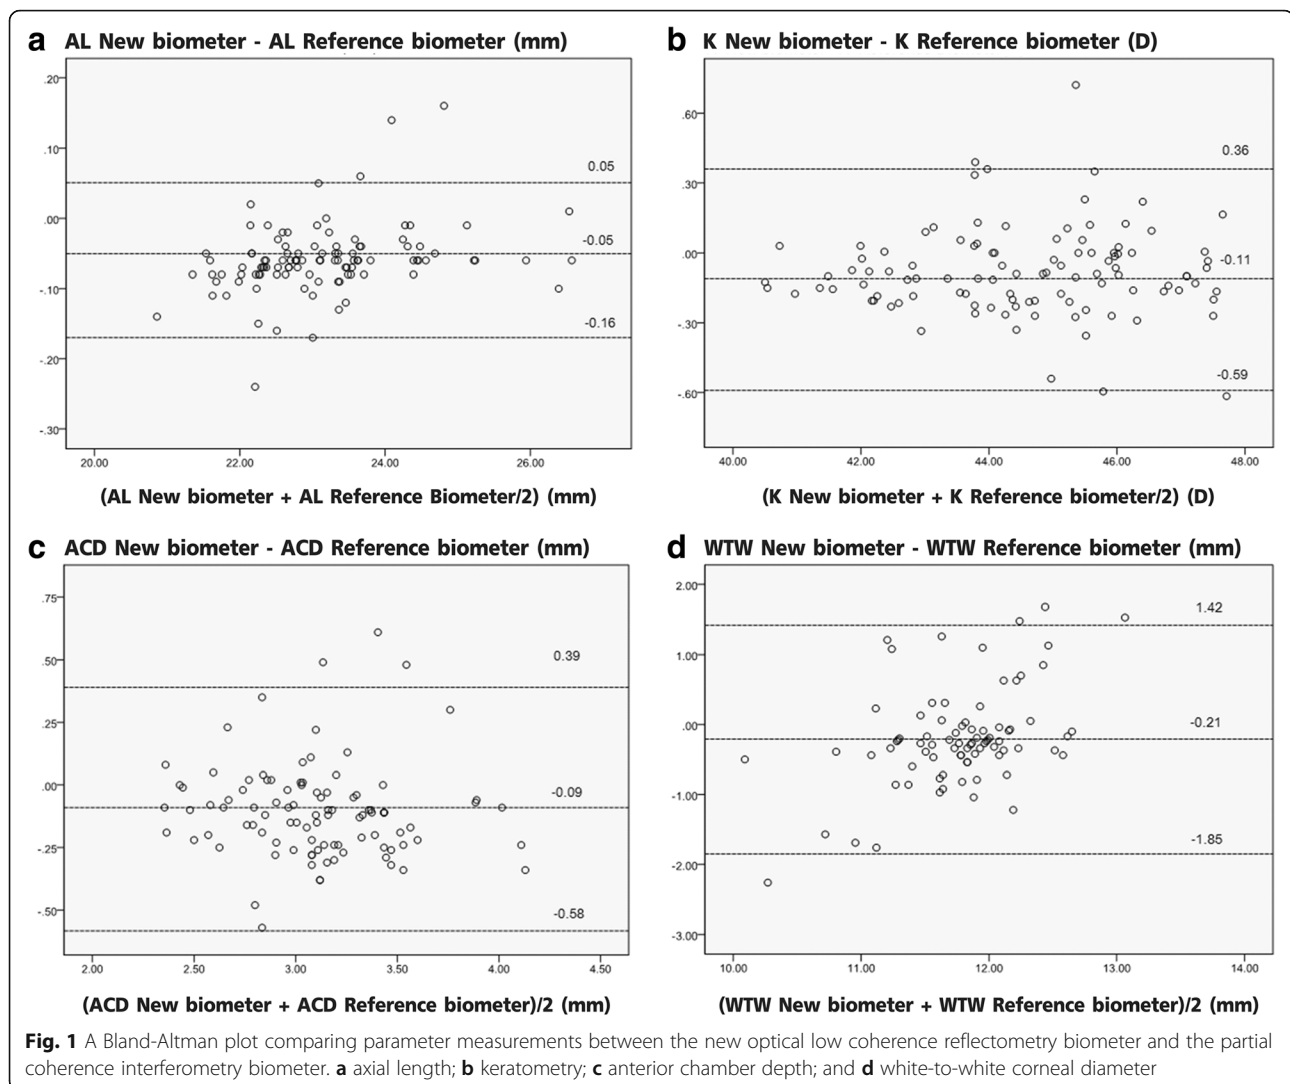 a AL New biometer - AL Reference biometer (mm)
.20
.10
.00
-.10
-.20
-.30
0.05
-0.05
-0.16
20.00 22.00 24.00 26.00
(AL New biometer + AL Reference Biometer/2) (mm)
b K New biometer - K Reference biometer (D)
.60
.30
.00
-.30
-.60
0.36
-0.11
-0.59
40.00 42.00 44.00 46.00 48.00
(K New biometer + K Reference biometer/2) (D)
c ACD New biometer - ACD Reference biometer (mm)
.75
.50
.25
.00
-.25
-.50
0.39
-0.09
-0.58
2.00 2.50 3.00 3.50 4.00 4.50
(ACD New biometer + ACD Reference biometer)/2 (mm)
d WTW New biometer - WTW Reference biometer (mm)
2.00
1.00
.00
-1.00
-2.00
-3.00
1.42
-0.21
-1.85
10.00 11.00 12.00 13.00 14.00
(WTW New biometer + WTW Reference biometer)/2 (mm)
Fig. 1 A Bland-Altman plot comparing parameter measurements between the new optical low coherence reflectometry biometer and the partial
coherence interferometry biometer. a axial length; b keratometry; c anterior chamber depth; and d white-to-white corneal diameter